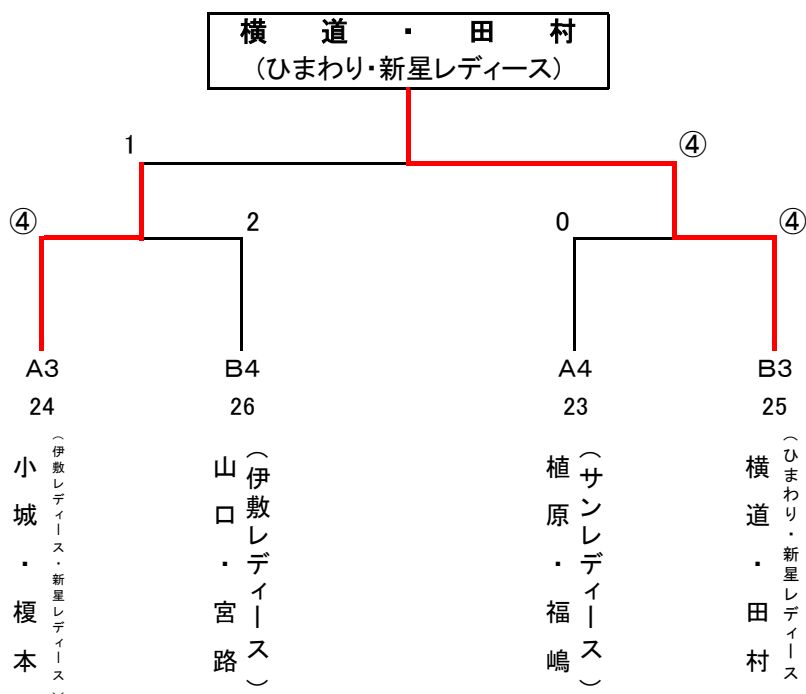 横道・田村
（ひまわり・新星レディース）
1
④
④
2
0
④
A3
B4
A4
B3
24
26
23
25
小城・榎本
（伊敷レディース・新星レディース）
山口・宮路
（伊敷レディース）
植原・福嶋
（サンレディース）
横道・田村
（ひまわり・新星レディース